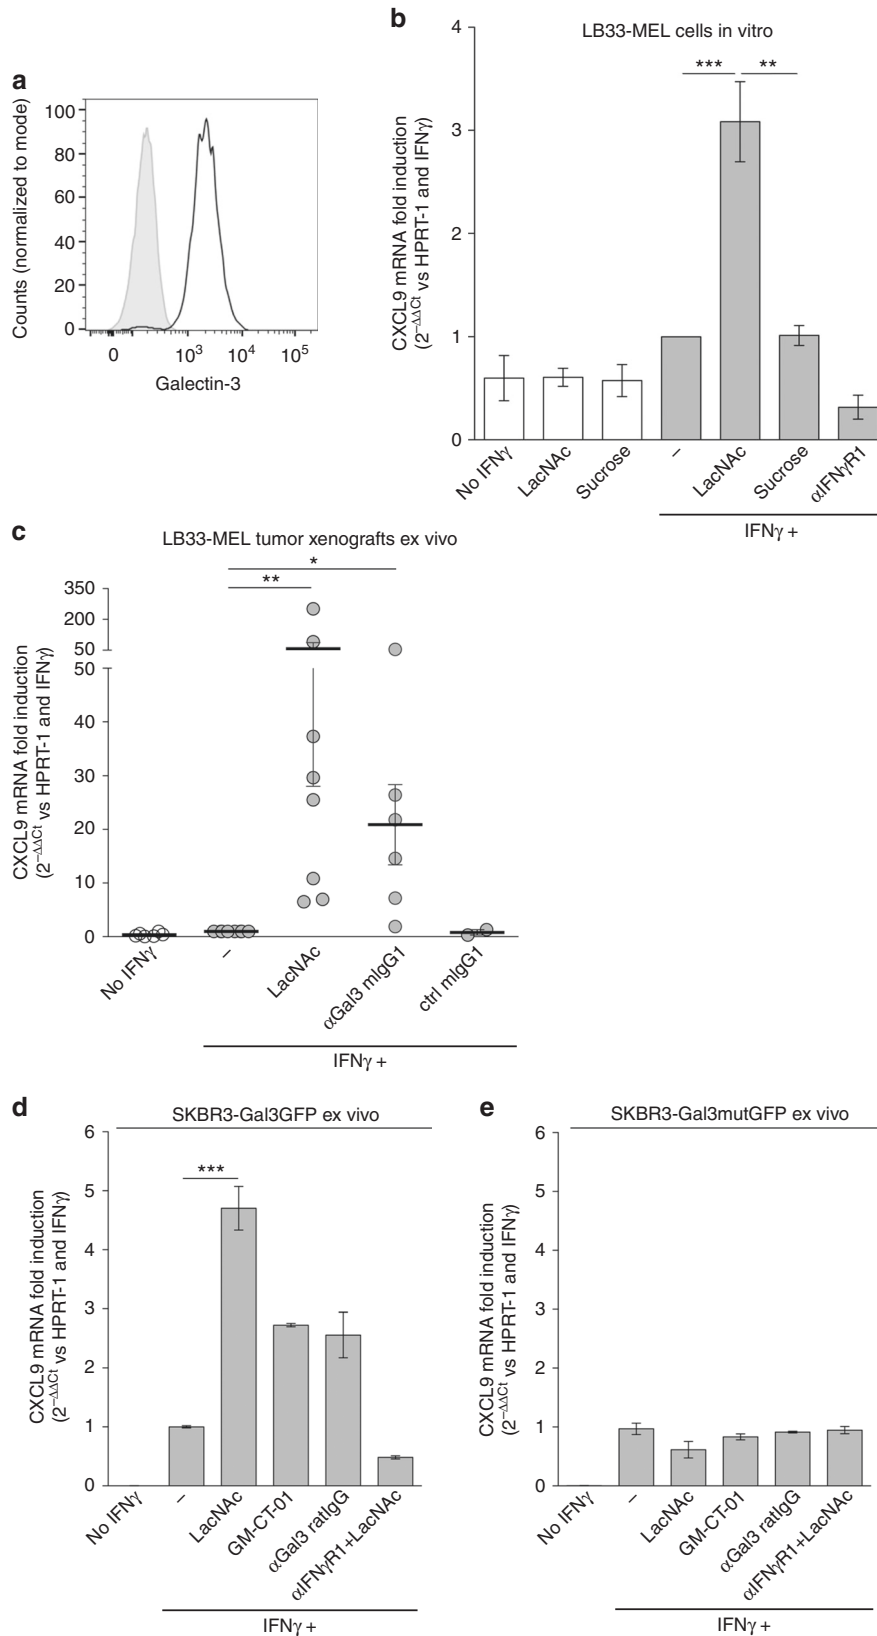 a
Counts (normalized to mode)
100
80
60
40
20
0
0 10³ 10⁴ 10⁵
Galectin-3
b
LB33-MEL cells in vitro
*** **
CXCL9 mRNA fold induction
(2^−ΔΔCt vs HPRT-1 and IFNγ)
4
3
2
1
0
No IFNγ LacNAc Sucrose – LacNAc Sucrose αIFNγR1
IFNγ +
c
LB33-MEL tumor xenografts ex vivo
*
**
CXCL9 mRNA fold induction
(2^−ΔΔCt vs HPRT-1 and IFNγ)
350
200
50
50
40
30
20
10
0
No IFNγ – LacNAc αGal3 mIgG1 ctrl mIgG1
IFNγ +
d
SKBR3-Gal3GFP ex vivo
***
CXCL9 mRNA fold induction
(2^−ΔΔCt vs HPRT-1 and IFNγ)
6
5
4
3
2
1
0
No IFNγ – LacNAc GM-CT-01 αGal3 ratIgG αIFNγR1+LacNAc
IFNγ +
e
SKBR3-Gal3mutGFP ex vivo
CXCL9 mRNA fold induction
(2^−ΔΔCt vs HPRT-1 and IFNγ)
6
5
4
3
2
1
0
No IFNγ – LacNAc GM-CT-01 αGal3 ratIgG αIFNγR1+LacNAc
IFNγ +